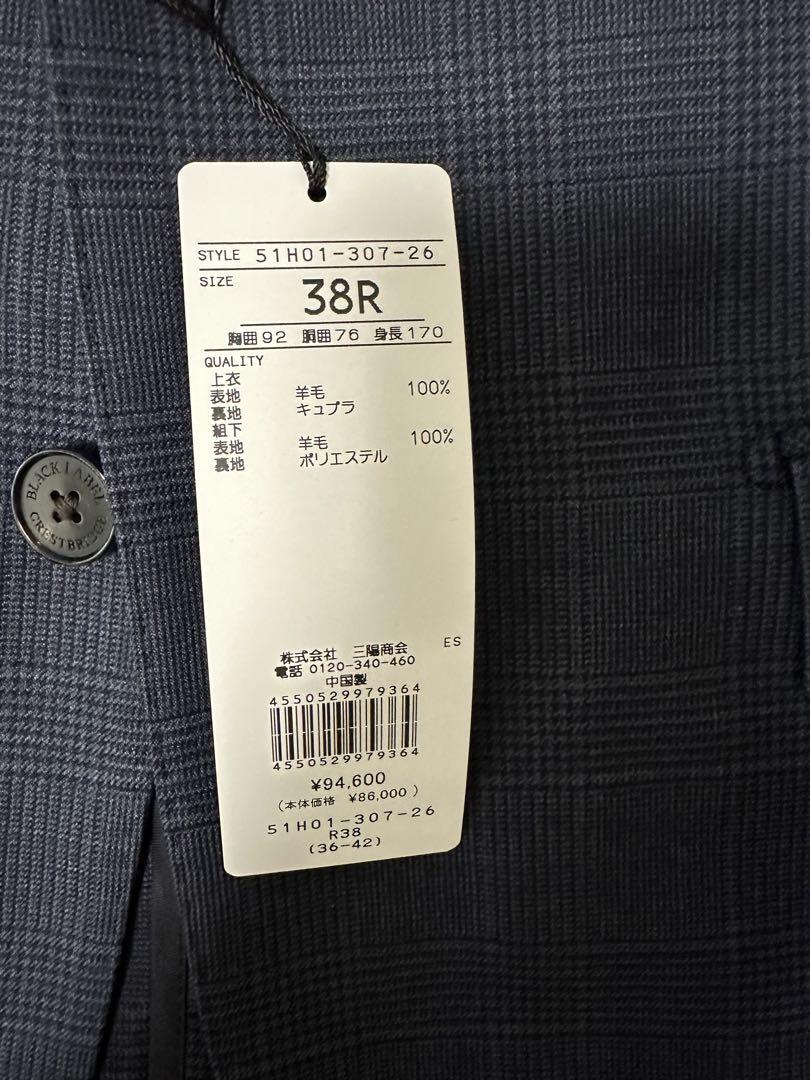 STYLE 51H01-307-26
SIZE
38R
胸囲92 胴囲76 身長170
QUALITY
上衣
表地 羊毛 100%
裏地 キュプラ
組下
表地 羊毛 100%
裏地 ポリエステル
BLACK LABEL
CRESTBRIDGE
ES
株式会社 三陽商会
電話 0120-340-460
中国製
4550529979364
4550529979364
¥94,600
(本体価格 ¥86,000)
51H01-307-26
R38
(36-42)